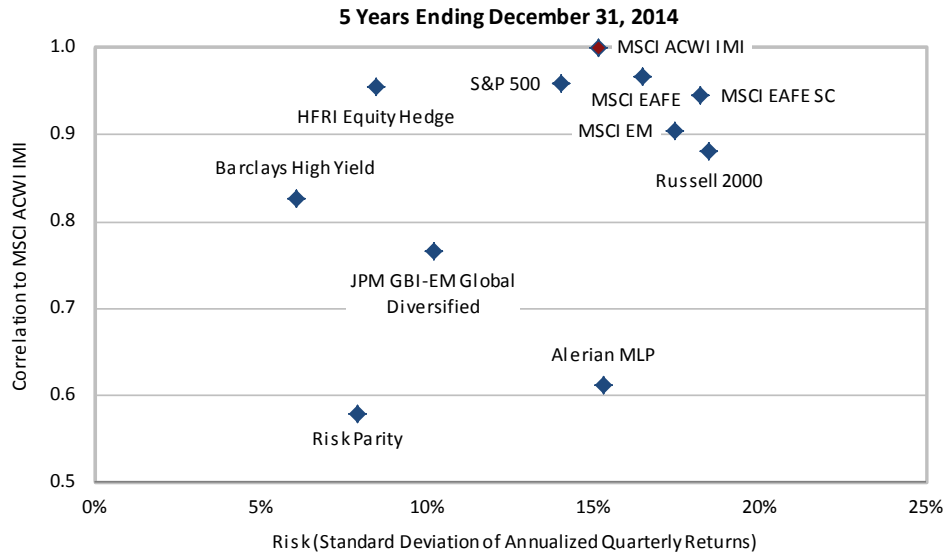 5 Years Ending December 31, 2014
Correlation to MSCI ACWI IMI
1.0
0.9
0.8
0.7
0.6
0.5
MSCI ACWI IMI
S&P 500
MSCI EAFE
MSCI EAFE SC
HFRI Equity Hedge
MSCI EM
Russell 2000
Barclays High Yield
JPM GBI-EM Global
Diversified
Alerian MLP
Risk Parity
0%
5%
10%
15%
20%
25%
Risk (Standard Deviation of Annualized Quarterly Returns)